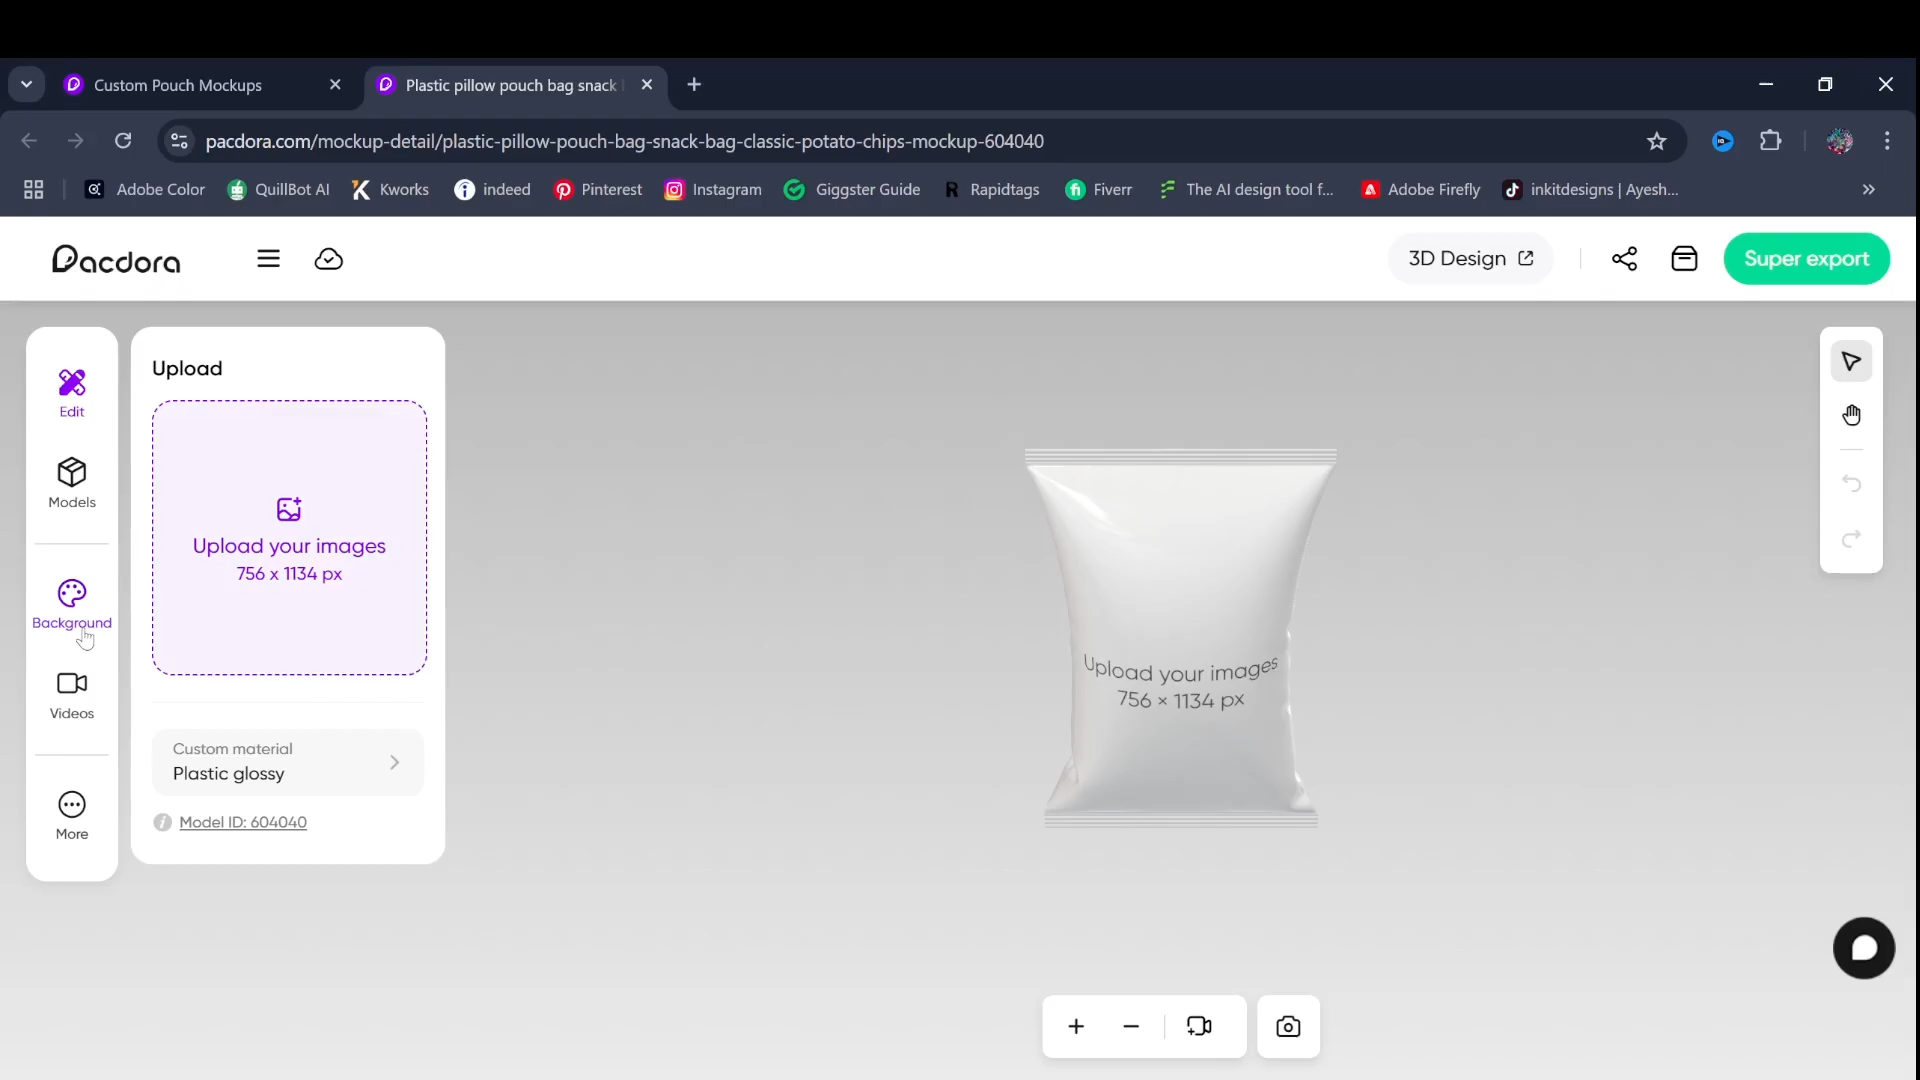 Custom Pouch Mockups
Plastic pillow pouch bag snack
pacdora.com/mockup-detail/plastic-pillow-pouch-bag-snack-bag-classic-potato-chips-mockup-604040
Adobe Color
QuillBot AI
Kworks
indeed
Pinterest
Instagram
Giggster Guide
Rapidtags
Fiverr
The AI design tool f...
Adobe Firefly
inkitdesigns | Ayesh...
Pacdora
3D Design
Super export
Edit
Models
Background
Videos
More
Upload
Upload your images
756 x 1134 px
Custom material
Plastic glossy
Model ID: 604040
Upload your images
756 × 1134 px